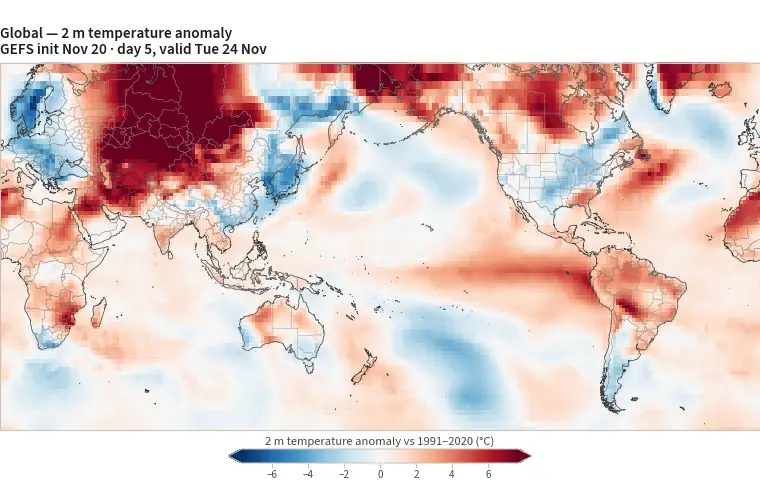 Global — 2 m temperature anomaly
GEFS init Nov 20 · day 5, valid Tue 24 Nov
2 m temperature anomaly vs 1991–2020 (°C)
−6 −4 −2 0 2 4 6